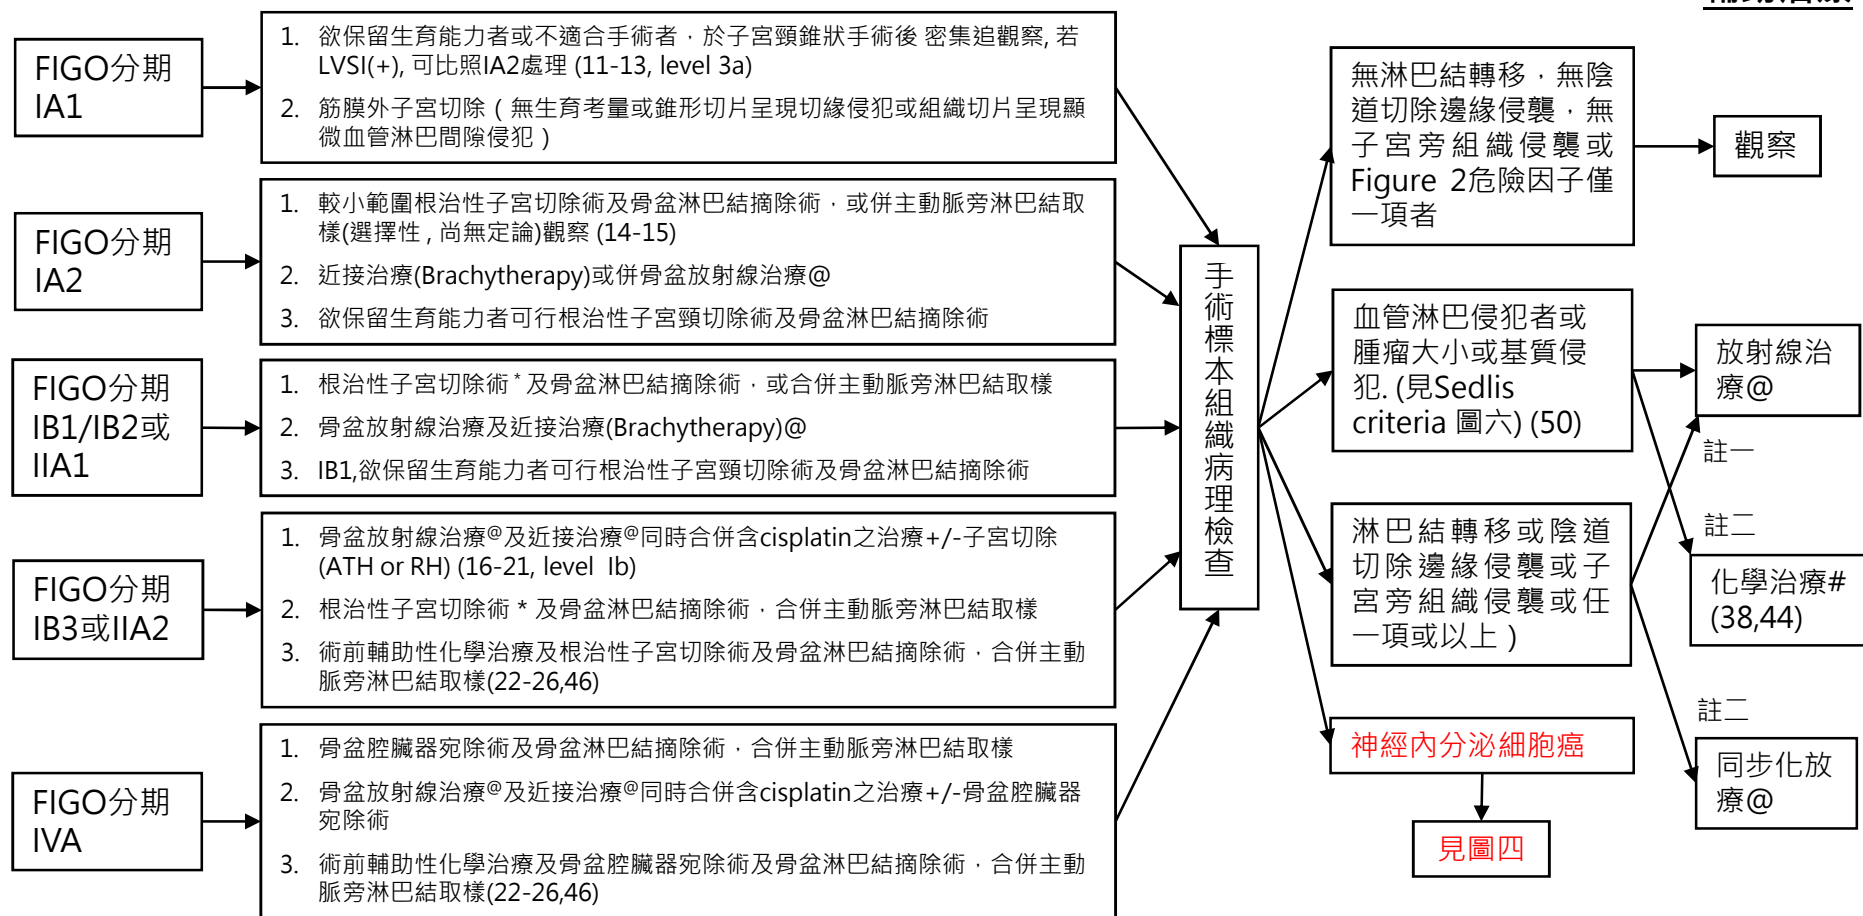 FIGO分期
IA1
1. 欲保留生育能力者或不適合手術者，於子宮頸錐狀手術後 密集追觀察, 若
LVSI(+), 可比照IA2處理 (11-13, level 3a)
2. 筋膜外子宮切除 ( 無生育考量或錐形切片呈現切緣侵犯或組織切片呈現顯
微血管淋巴間隙侵犯 )
FIGO分期
IA2
1. 較小範圍根治性子宮切除術及骨盆淋巴結摘除術，或併主動脈旁淋巴結取
樣(選擇性 , 尚無定論)觀察 (14-15)
2. 近接治療(Brachytherapy)或併骨盆放射線治療@
3. 欲保留生育能力者可行根治性子宮頸切除術及骨盆淋巴結摘除術
FIGO分期
IB1/IB2或
IIA1
1. 根治性子宮切除術 * 及骨盆淋巴結摘除術，或合併主動脈旁淋巴結取樣
2. 骨盆放射線治療及近接治療(Brachytherapy)@
3. IB1,欲保留生育能力者可行根治性子宮頸切除術及骨盆淋巴結摘除術
FIGO分期
IB3或IIA2
1. 骨盆放射線治療@及近接治療@同時合併含cisplatin之治療+/-子宮切除
(ATH or RH) (16-21, level Ib)
2. 根治性子宮切除術 * 及骨盆淋巴結摘除術，合併主動脈旁淋巴結取樣
3. 術前輔助性化學治療及根治性子宮切除術及骨盆淋巴結摘除術，合併主動
脈旁淋巴結取樣(22-26,46)
FIGO分期
IVA
1. 骨盆腔臟器宛除術及骨盆淋巴結摘除術，合併主動脈旁淋巴結取樣
2. 骨盆放射線治療@及近接治療@同時合併含cisplatin之治療+/-骨盆腔臟器
宛除術
3. 術前輔助性化學治療及骨盆腔臟器宛除術及骨盆淋巴結摘除術，合併主動
脈旁淋巴結取樣(22-26,46)
手術標本組織病理檢查
無淋巴結轉移，無陰
道切除邊緣侵襲，無
子宮旁組織侵襲或
Figure 2危險因子僅
一項者
觀察
血管淋巴侵犯者或
腫瘤大小或基質侵
犯. (見Sedlis
criteria 圖六) (50)
放射線治
療@
註一
淋巴結轉移或陰道
切除邊緣侵襲或子
宮旁組織侵襲或任
一項或以上 )
註二
化學治療#
(38,44)
註二
同步化放
療@
神經內分泌細胞癌
見圖四